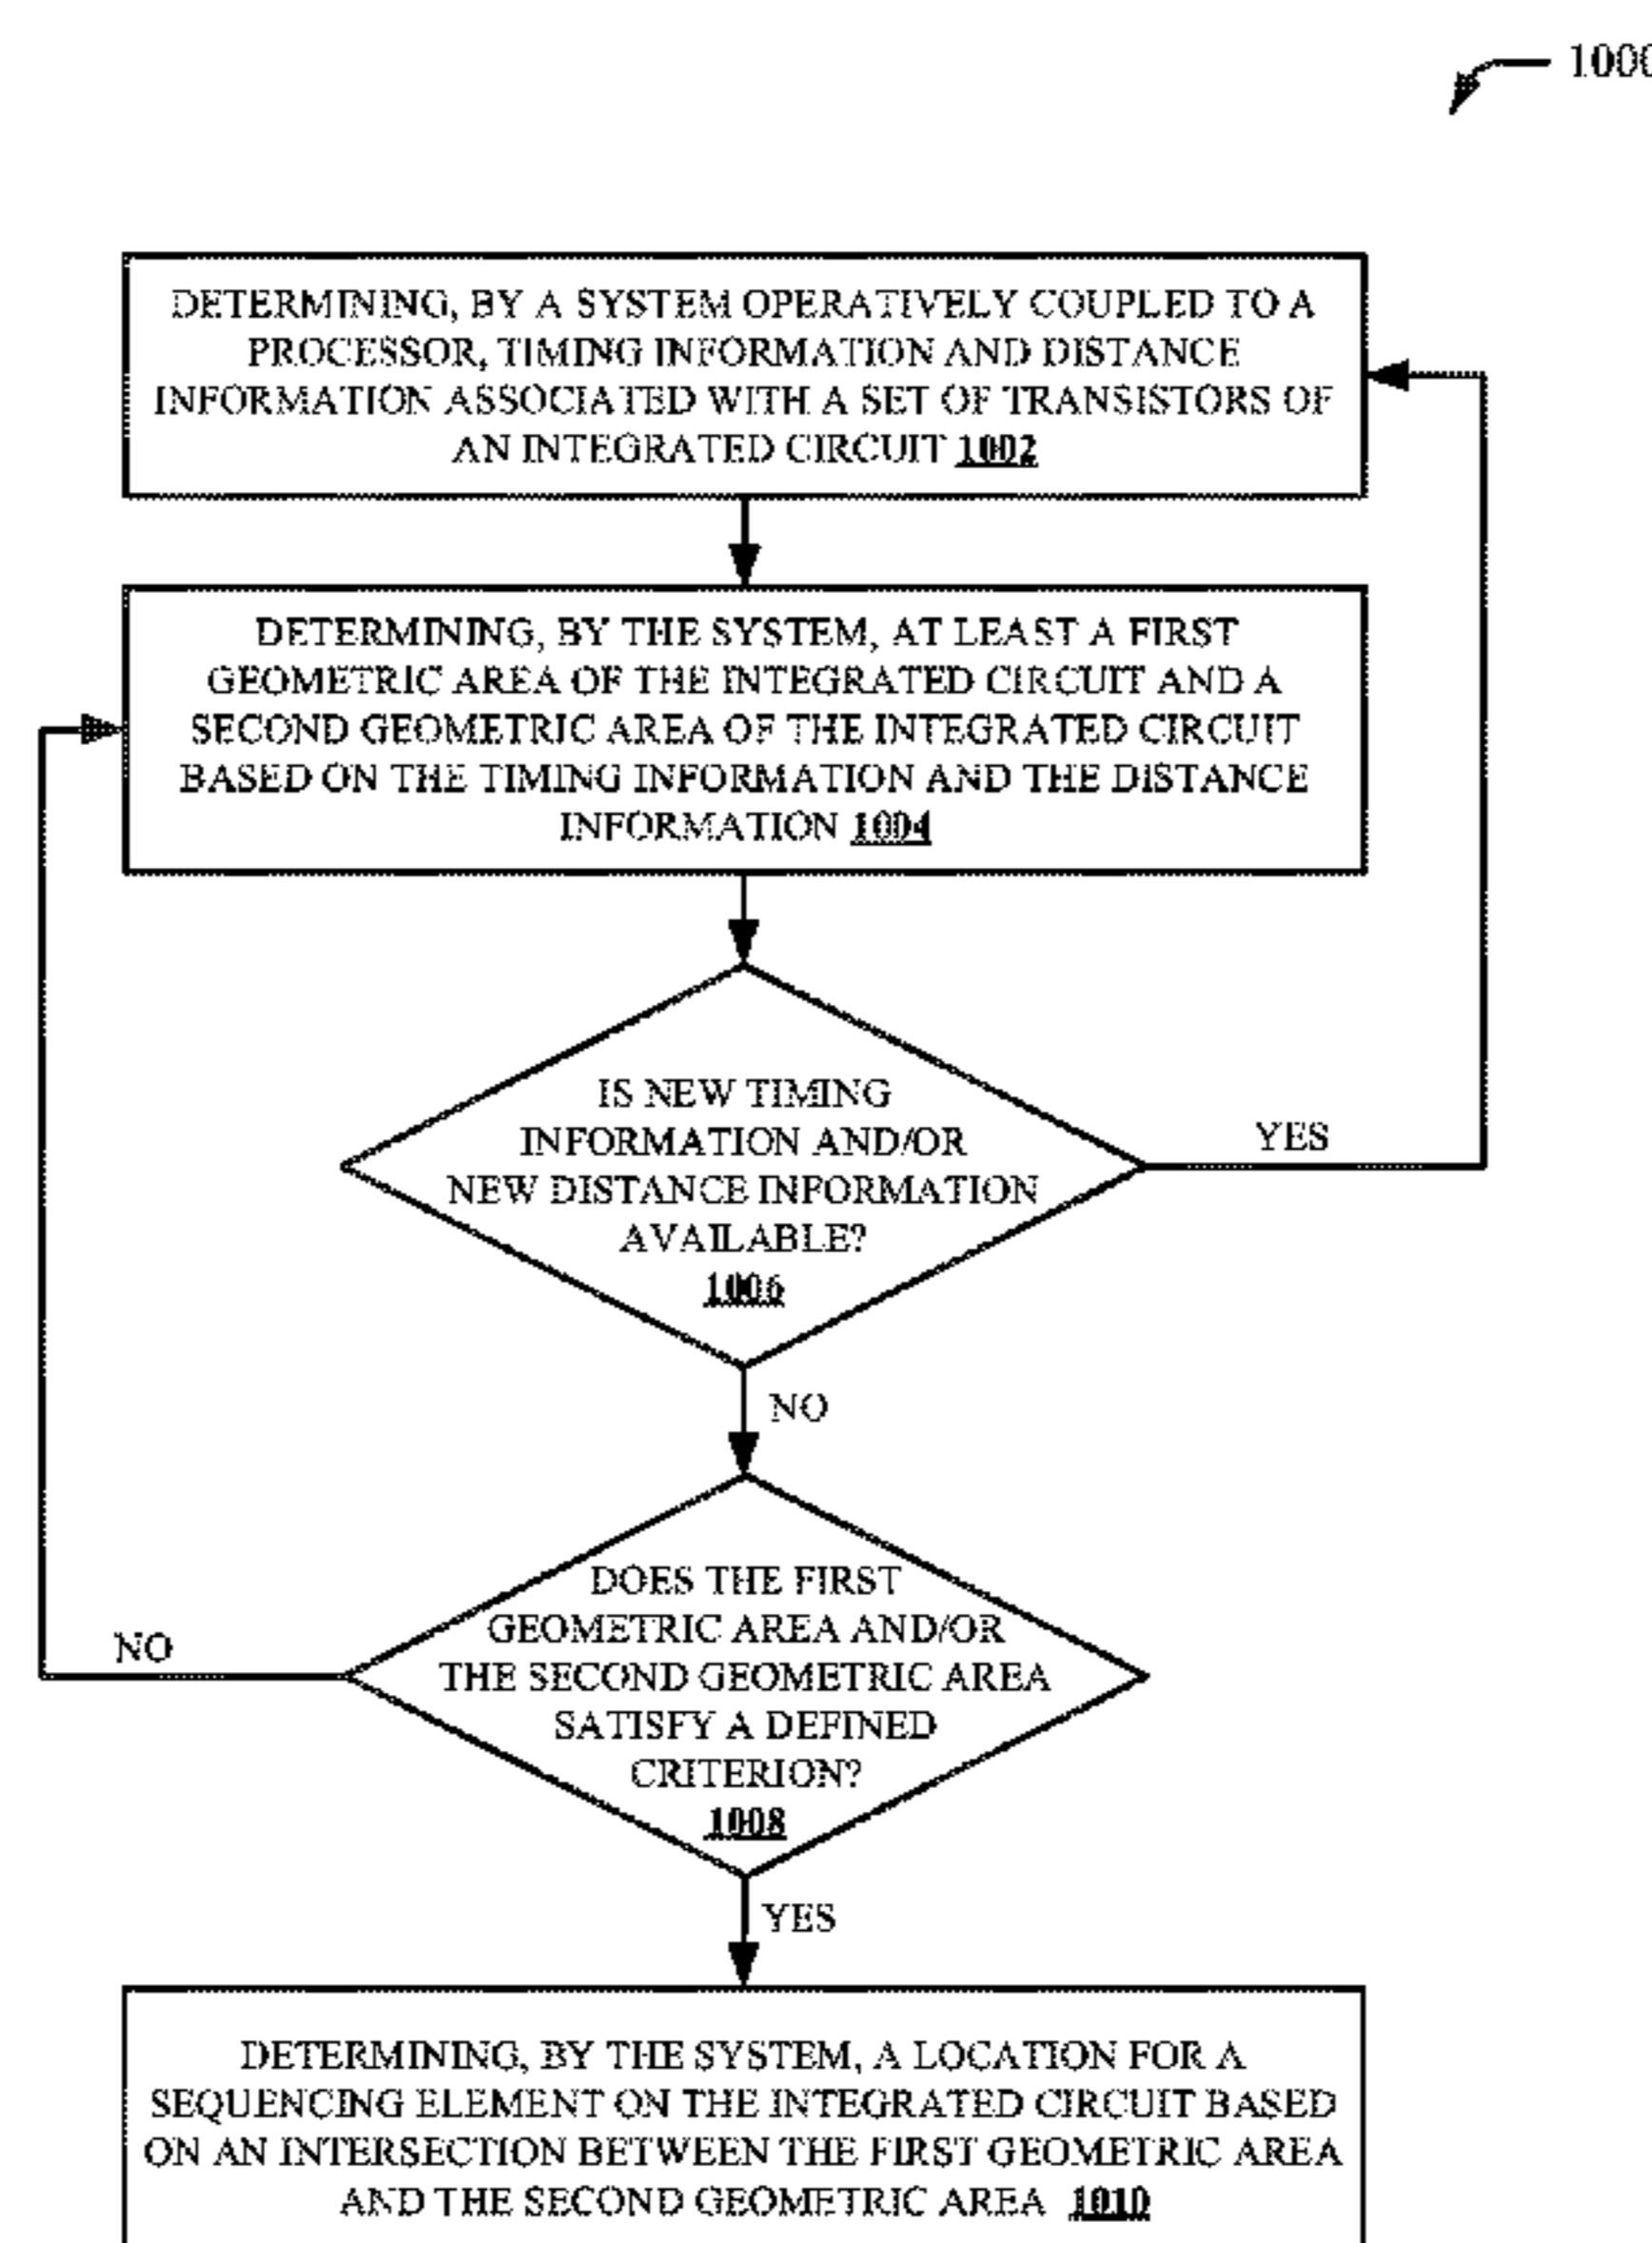 1000
DETERMINING, BY A SYSTEM OPERATIVELY COUPLED TO A
PROCESSOR, TIMING INFORMATION AND DISTANCE
INFORMATION ASSOCIATED WITH A SET OF TRANSISTORS OF
AN INTEGRATED CIRCUIT 1002
DETERMINING, BY THE SYSTEM, AT LEAST A FIRST
GEOMETRIC AREA OF THE INTEGRATED CIRCUIT AND A
SECOND GEOMETRIC AREA OF THE INTEGRATED CIRCUIT
BASED ON THE TIMING INFORMATION AND THE DISTANCE
INFORMATION 1004
IS NEW TIMING
INFORMATION AND/OR
NEW DISTANCE INFORMATION
AVAILABLE?
1006
YES
NO
DOES THE FIRST
GEOMETRIC AREA AND/OR
THE SECOND GEOMETRIC AREA
SATISFY A DEFINED
CRITERION?
1008
NO
YES
DETERMINING, BY THE SYSTEM, A LOCATION FOR A
SEQUENCING ELEMENT ON THE INTEGRATED CIRCUIT BASED
ON AN INTERSECTION BETWEEN THE FIRST GEOMETRIC AREA
AND THE SECOND GEOMETRIC AREA 1010